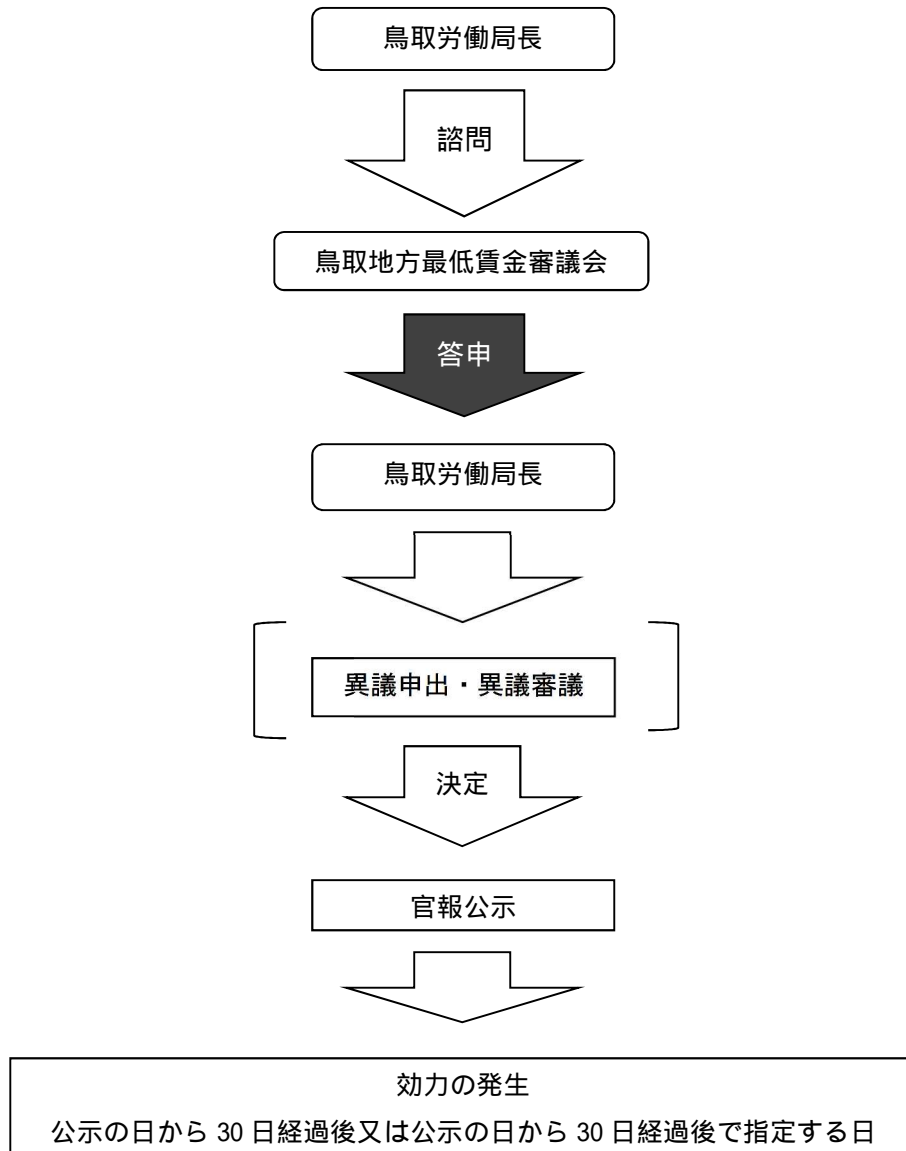 鳥取労働局長
諮問
鳥取地方最低賃金審議会
答申
鳥取労働局長
異議申出・異議審議
決定
官報公示
効力の発生
公示の日から 30 日経過後又は公示の日から 30 日経過後で指定する日